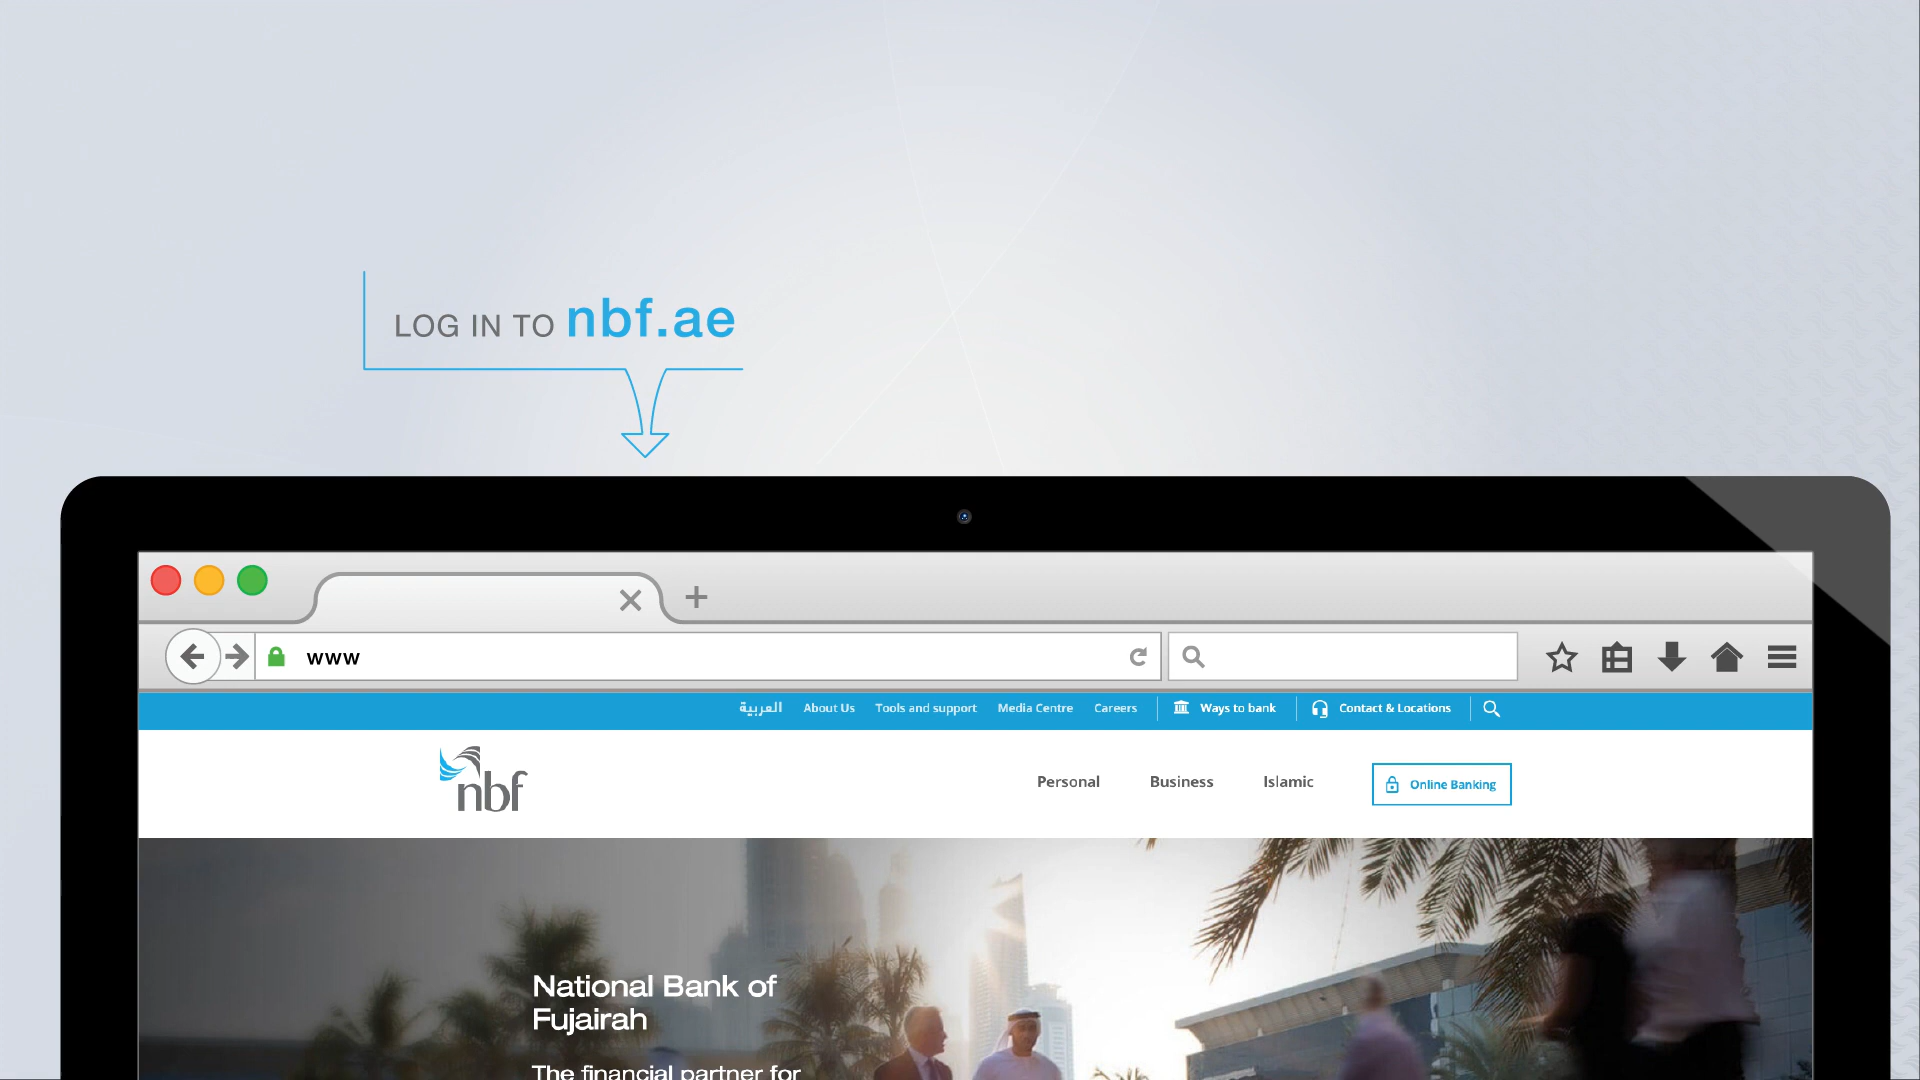 LOG IN TO nbf.ae
www
العربية About Us Tools and support Media Centre Careers Ways to bank Contact & Locations
nbf
Personal Business Islamic Online Banking
National Bank of
Fujairah
The financial partner for